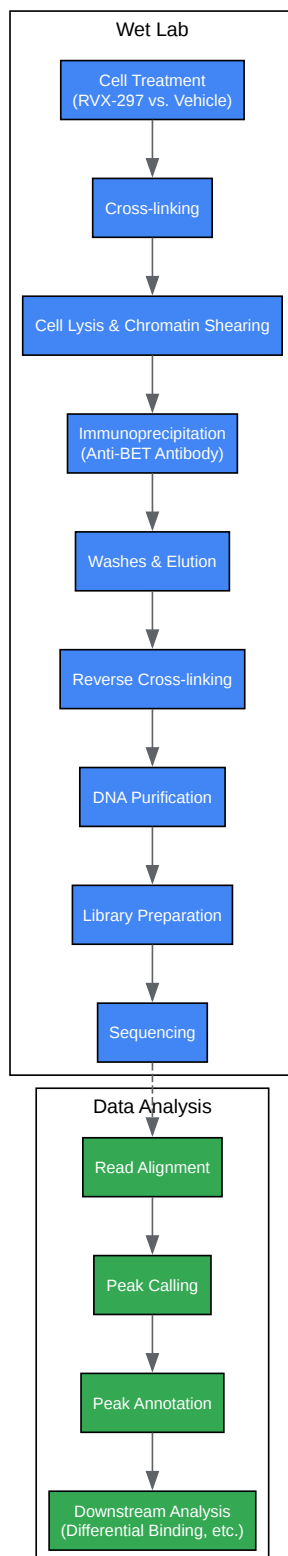 Wet Lab
Cell Treatment
(RVX-297 vs. Vehicle)
Cross-linking
Cell Lysis & Chromatin Shearing
Immunoprecipitation
(Anti-BET Antibody)
Washes & Elution
Reverse Cross-linking
DNA Purification
Library Preparation
Sequencing
Data Analysis
Read Alignment
Peak Calling
Peak Annotation
Downstream Analysis
(Differential Binding, etc.)